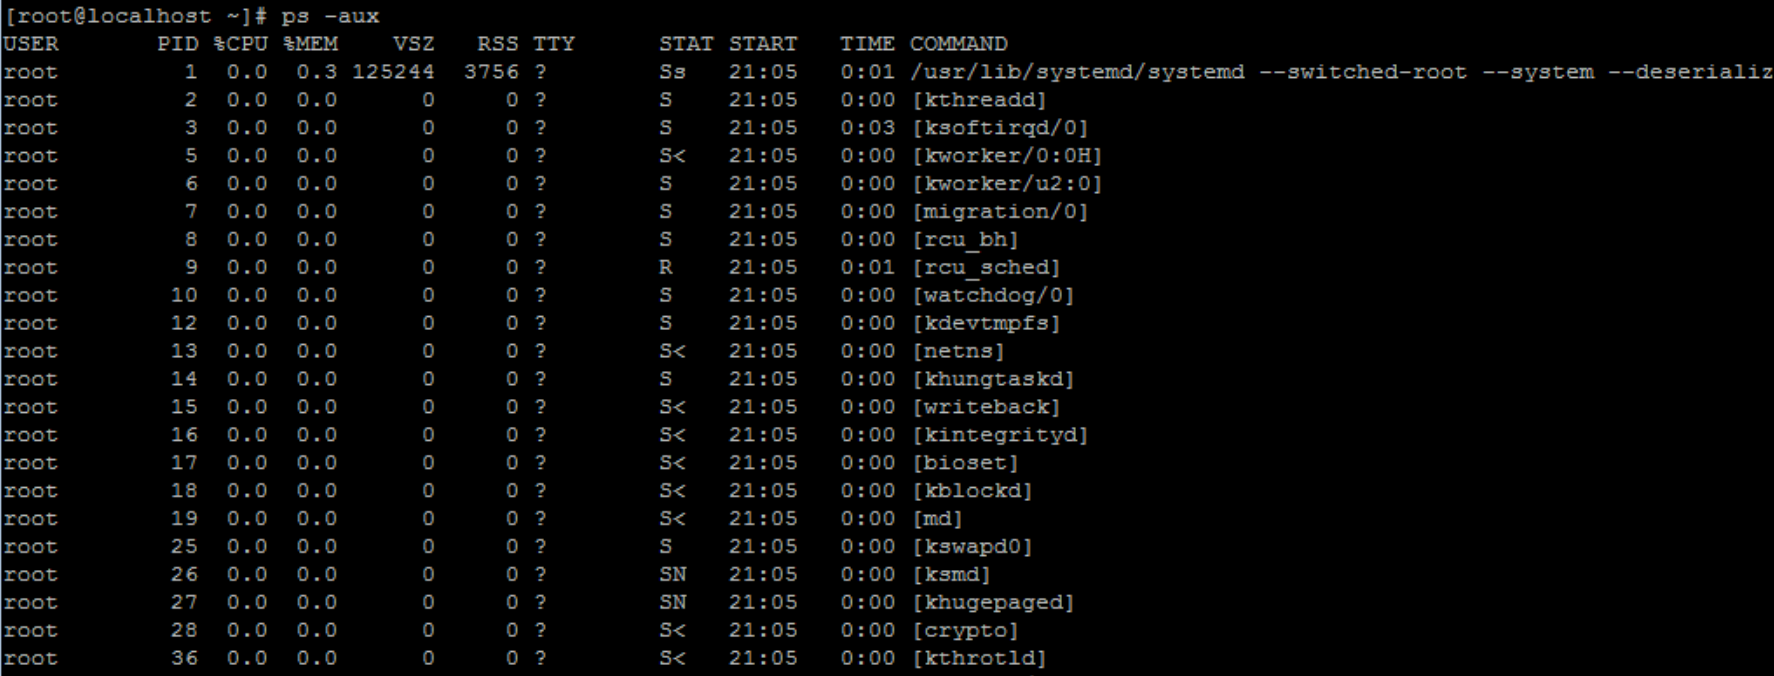 [root@localhost ~]# ps -aux
USER       PID %CPU %MEM    VSZ   RSS TTY      STAT START   TIME COMMAND
root         1  0.0  0.3 125244  3756 ?        Ss   21:05   0:01 /usr/lib/systemd/systemd --switched-root --system --deserializ
root         2  0.0  0.0      0     0 ?        S    21:05   0:00 [kthreadd]
root         3  0.0  0.0      0     0 ?        S    21:05   0:03 [ksoftirqd/0]
root         5  0.0  0.0      0     0 ?        S<   21:05   0:00 [kworker/0:0H]
root         6  0.0  0.0      0     0 ?        S    21:05   0:00 [kworker/u2:0]
root         7  0.0  0.0      0     0 ?        S    21:05   0:00 [migration/0]
root         8  0.0  0.0      0     0 ?        S    21:05   0:00 [rcu_bh]
root         9  0.0  0.0      0     0 ?        R    21:05   0:01 [rcu_sched]
root        10  0.0  0.0      0     0 ?        S    21:05   0:00 [watchdog/0]
root        12  0.0  0.0      0     0 ?        S    21:05   0:00 [kdevtmpfs]
root        13  0.0  0.0      0     0 ?        S<   21:05   0:00 [netns]
root        14  0.0  0.0      0     0 ?        S    21:05   0:00 [khungtaskd]
root        15  0.0  0.0      0     0 ?        S<   21:05   0:00 [writeback]
root        16  0.0  0.0      0     0 ?        S<   21:05   0:00 [kintegrityd]
root        17  0.0  0.0      0     0 ?        S<   21:05   0:00 [bioset]
root        18  0.0  0.0      0     0 ?        S<   21:05   0:00 [kblockd]
root        19  0.0  0.0      0     0 ?        S<   21:05   0:00 [md]
root        25  0.0  0.0      0     0 ?        S    21:05   0:00 [kswapd0]
root        26  0.0  0.0      0     0 ?        SN   21:05   0:00 [ksmd]
root        27  0.0  0.0      0     0 ?        SN   21:05   0:00 [khugepaged]
root        28  0.0  0.0      0     0 ?        S<   21:05   0:00 [crypto]
root        36  0.0  0.0      0     0 ?        S<   21:05   0:00 [kthrotld]